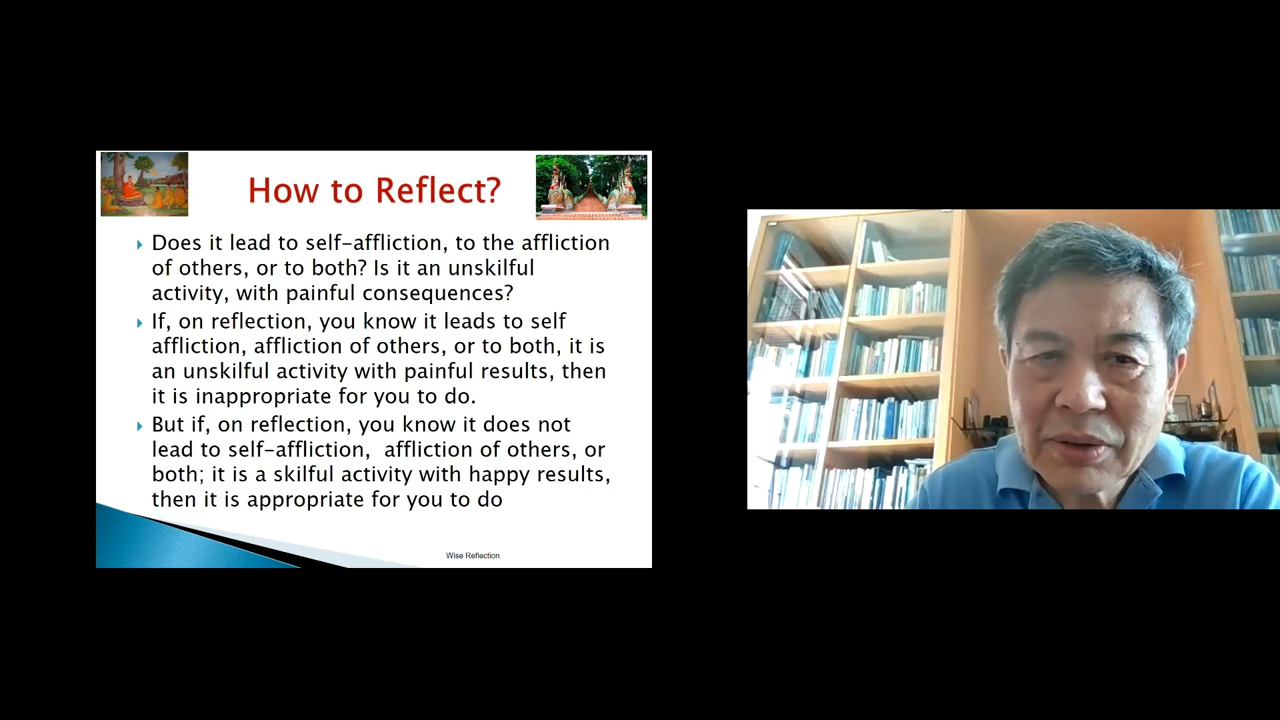 How to Reflect?
Does it lead to self-affliction, to the affliction
of others, or to both? Is it an unskilful
activity, with painful consequences?
If, on reflection, you know it leads to self
affliction, affliction of others, or to both, it is
an unskilful activity with painful results, then
it is inappropriate for you to do.
But if, on reflection, you know it does not
lead to self-affliction,  affliction of others, or
both; it is a skilful activity with happy results,
then it is appropriate for you to do
Wise Reflection